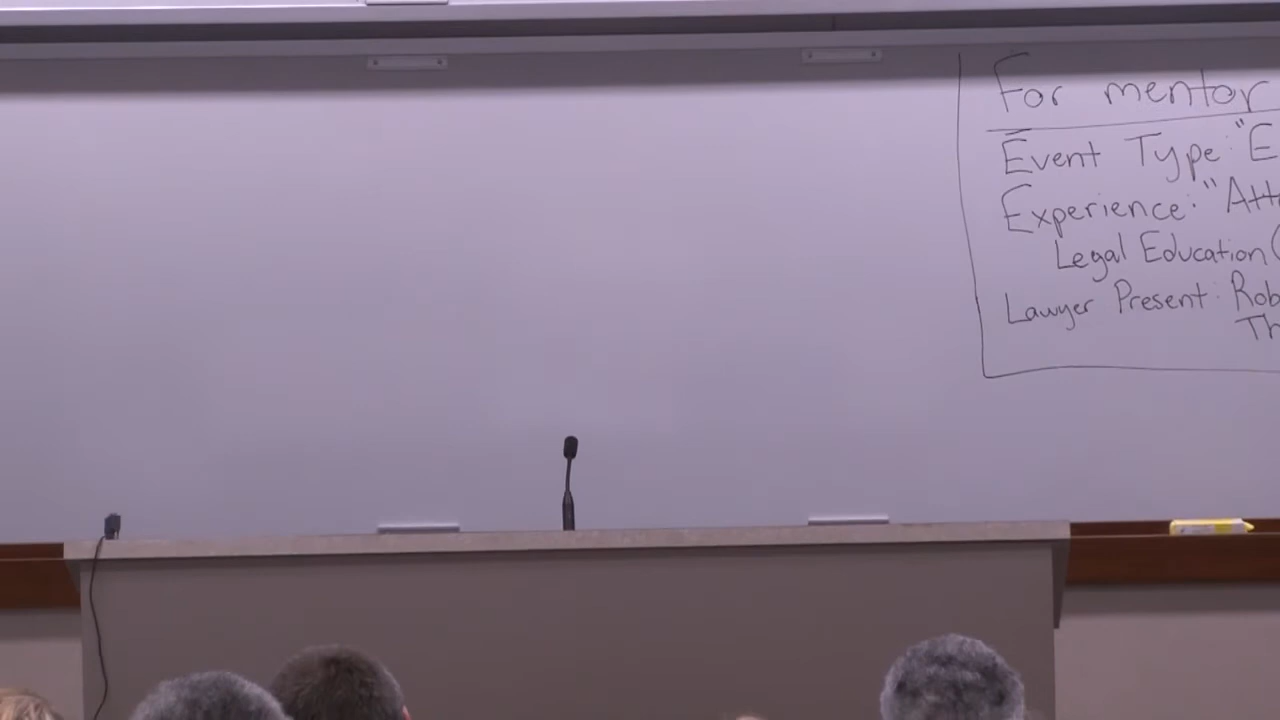 For mentor
Event Type: "E
Experience: "Att
Legal Education (
Lawyer Present: Rob
Th